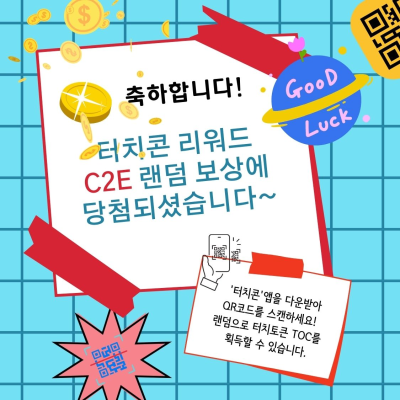 축하합니다!
GOOD
LUCK
터치콘 리워드
C2E 랜덤 보상에
당첨되셨습니다~
'터치콘'앱을 다운받아
QR코드를 스캔하세요!
랜덤으로 터치토큰 TOC를
획득할 수 있습니다.